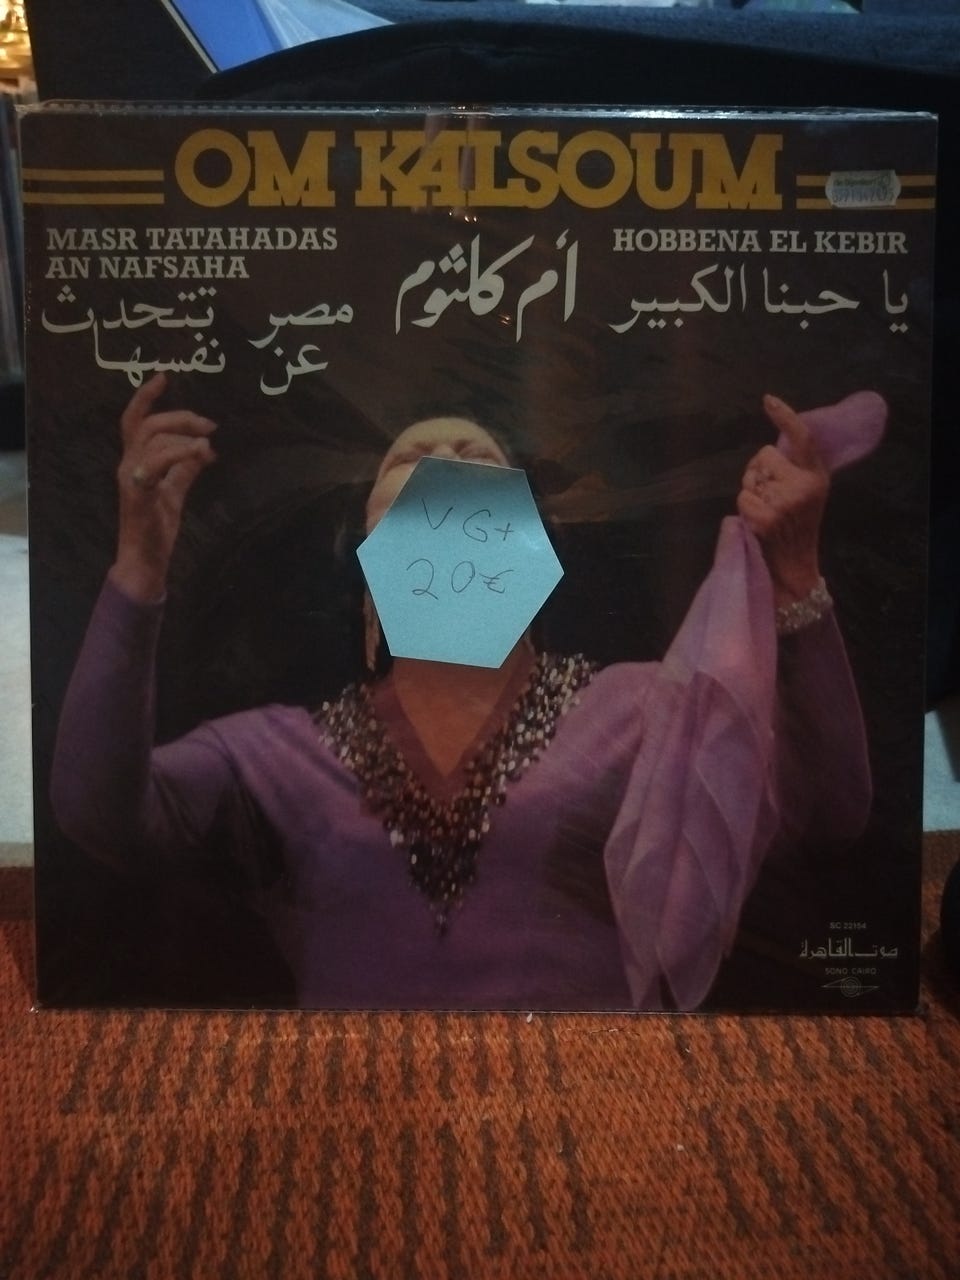 OM KALSOUM
MASR TATAHADAS
AN NAFSAHA
مصر تتحدث
عن نفسها
أم كلثوم
HOBBENA EL KEBIR
يا حبنا الكبير
VG+
20€
SC 22154
صوت القاهرة
SONO CAIRO